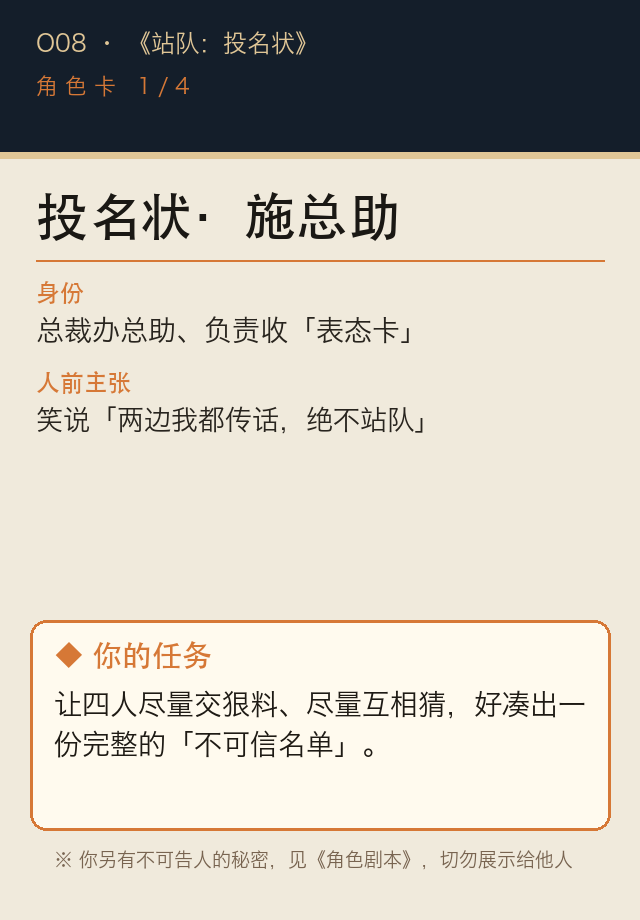 O08 · 《站队：投名状》
角色卡 1/4
投名状· 施总助
身份
总裁办总助、负责收「表态卡」
人前主张
笑说「两边我都传话，绝不站队」
◆ 你的任务
让四人尽量交狠料、尽量互相猜，好凑出一
份完整的「不可信名单」。
※ 你另有不可告人的秘密，见《角色剧本》，切勿展示给他人